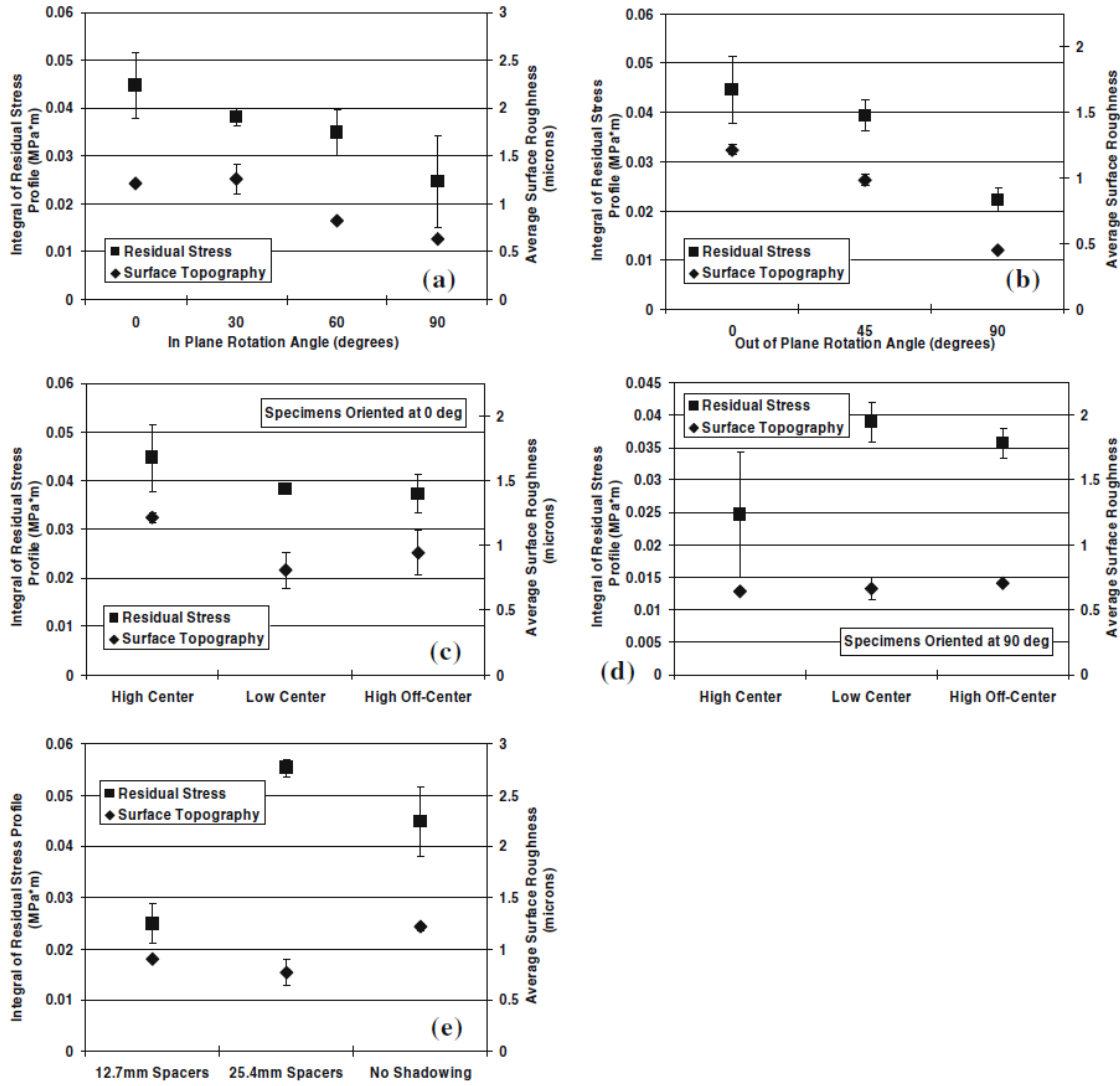 0.06
0.05
0.04
0.03
0.02
0.01
0
Integral of Residual Stress
Profile (MPa*m)
3
2.5
2
1.5
1
0.5
0
Average Surface Roughness
(microns)
Residual Stress
Surface Topography
(a)
0 30 60 90
In Plane Rotation Angle (degrees)
0.06
0.05
0.04
0.03
0.02
0.01
0
Integral of Residual Stress
Profile (MPa*m)
2
1.5
1
0.5
0
Average Surface Roughness
(microns)
Residual Stress
Surface Topography
(b)
0 45 90
Out of Plane Rotation Angle (degrees)
0.06
0.05
0.04
0.03
0.02
0.01
0
Integral of Residual Stress
Profile (MPa*m)
2
1.5
1
0.5
0
Average Surface Roughness
(microns)
Specimens Oriented at 0 deg
Residual Stress
Surface Topography
(c)
High Center Low Center High Off-Center
0.045
0.04
0.035
0.03
0.025
0.02
0.015
0.01
0.005
0
Integral of Residual Stress
Profile (MPa*m)
2
1.5
1
0.5
0
Average Surface Roughness
(microns)
Residual Stress
Surface Topography
Specimens Oriented at 90 deg
(d)
High Center Low Center High Off-Center
0.06
0.05
0.04
0.03
0.02
0.01
0
Integral of Residual Stress Profile
(MPa*m)
3
2.5
2
1.5
1
0.5
0
Average Surface Roughness
(microns)
Residual Stress
Surface Topography
(e)
12.7mm Spacers 25.4mm Spacers No Shadowing